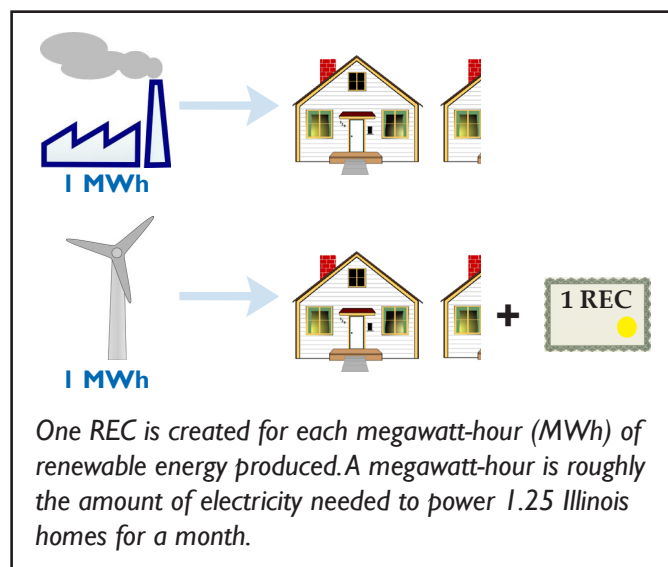 1 MWh
1 REC
+
1 MWh
One REC is created for each megawatt-hour (MWh) of
renewable energy produced. A megawatt-hour is roughly
the amount of electricity needed to power 1.25 Illinois
homes for a month.